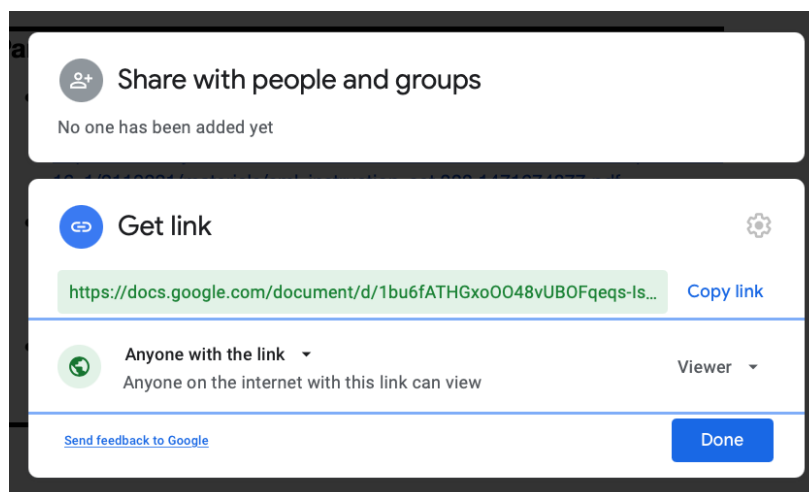 Share with people and groups
No one has been added yet
Get link
https://docs.google.com/document/d/1bu6fATHGxoOO48vUBOFqeqs-Is...
Copy link
Anyone with the link
Anyone on the internet with this link can view
Viewer
Send feedback to Google
Done